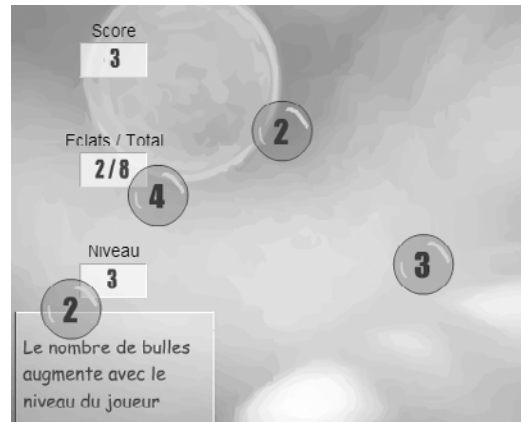 Score
3
2
Eclats / Total
2 / 8
4
Niveau
3
3
2
Le nombre de bulles
augmente avec le
niveau du joueur